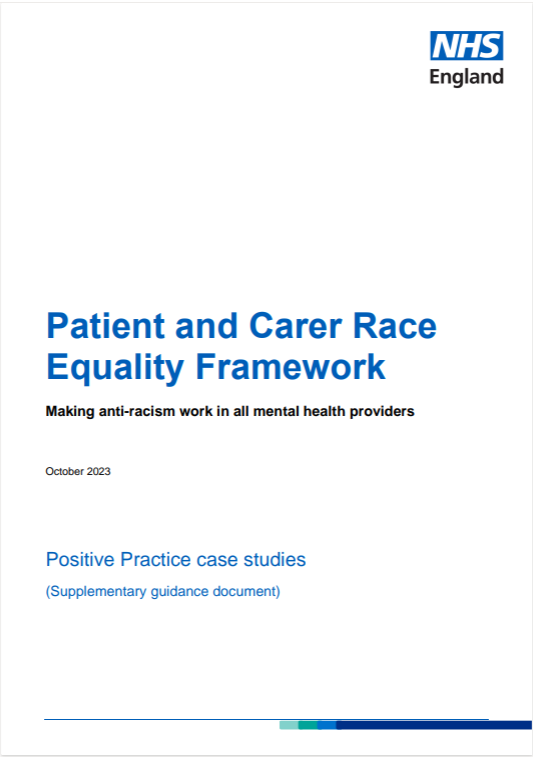 NHS
England
Patient and Carer Race
Equality Framework
Making anti-racism work in all mental health providers
October 2023
Positive Practice case studies
(Supplementary guidance document)